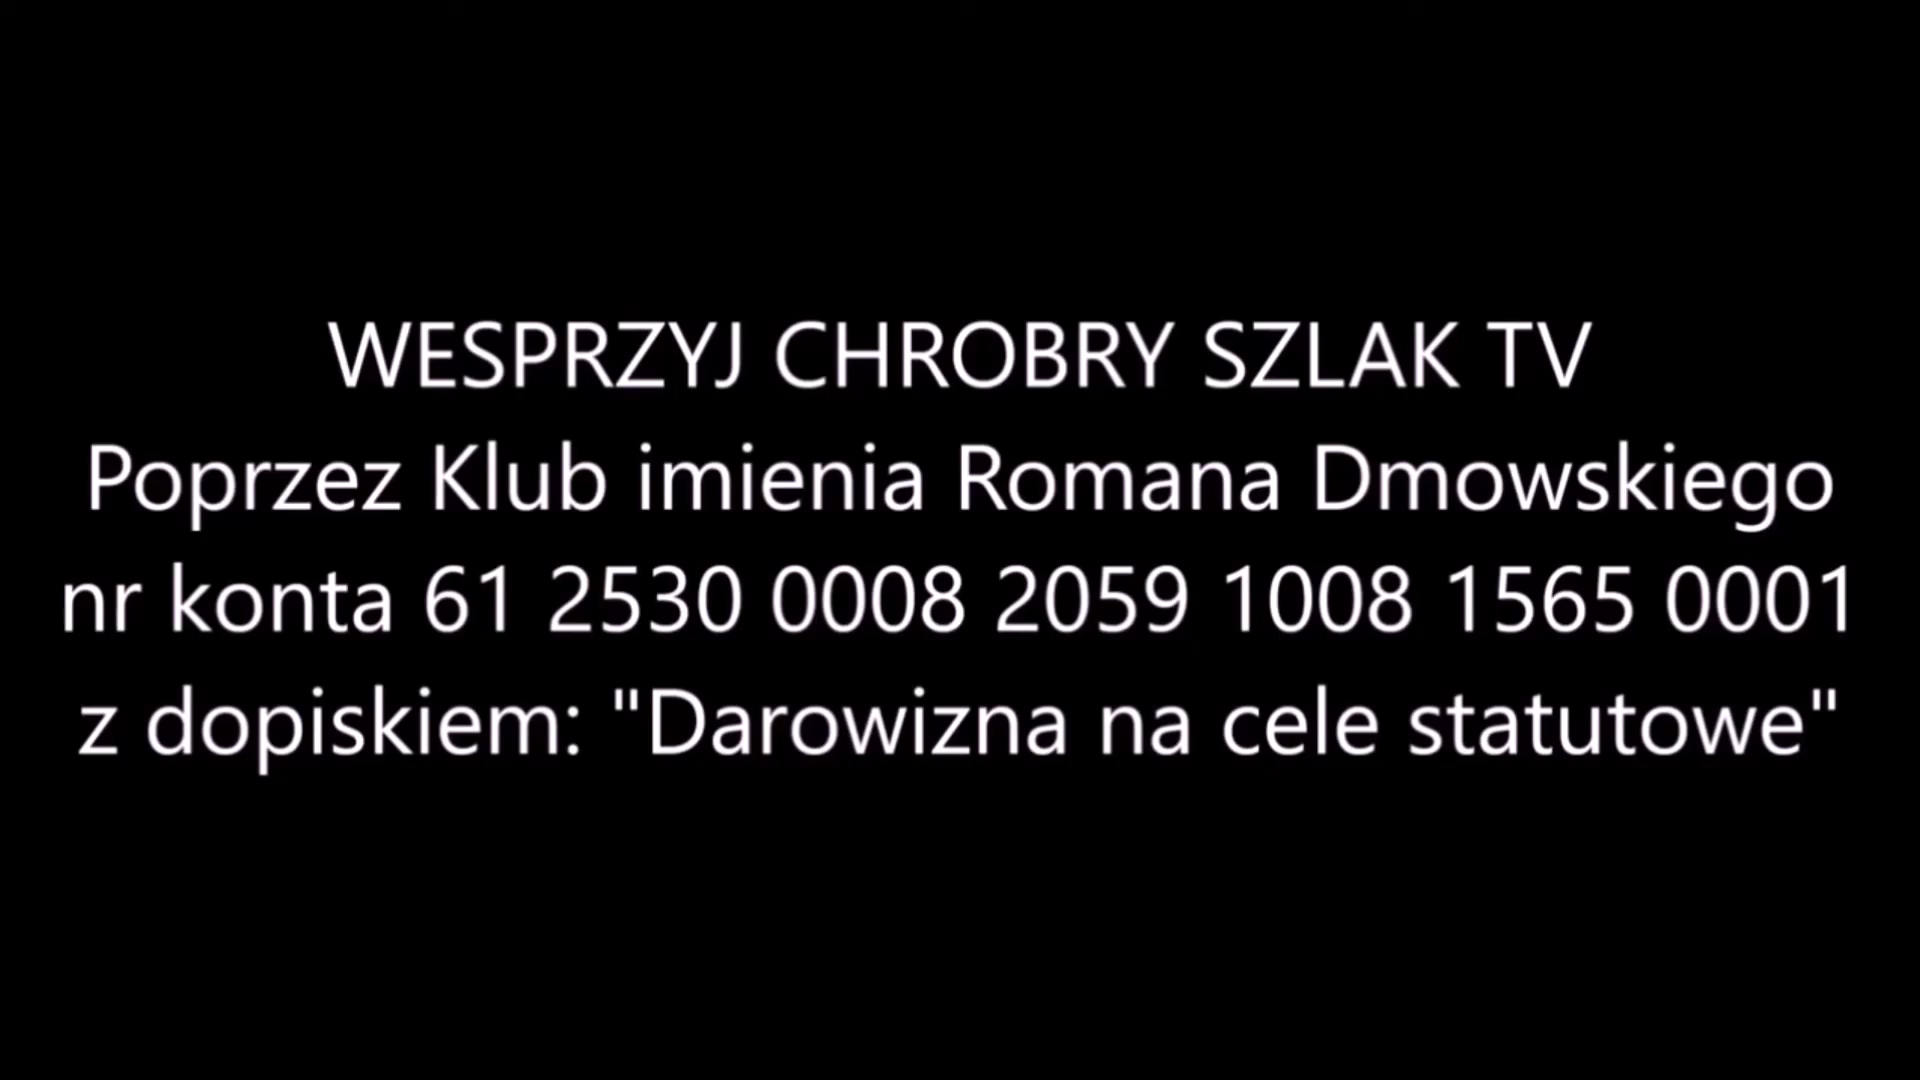 WESPRZYJ CHROBRY SZLAK TV
Poprzez Klub imienia Romana Dmowskiego
nr konta 61 2530 0008 2059 1008 1565 0001
z dopiskiem: "Darowizna na cele statutowe"